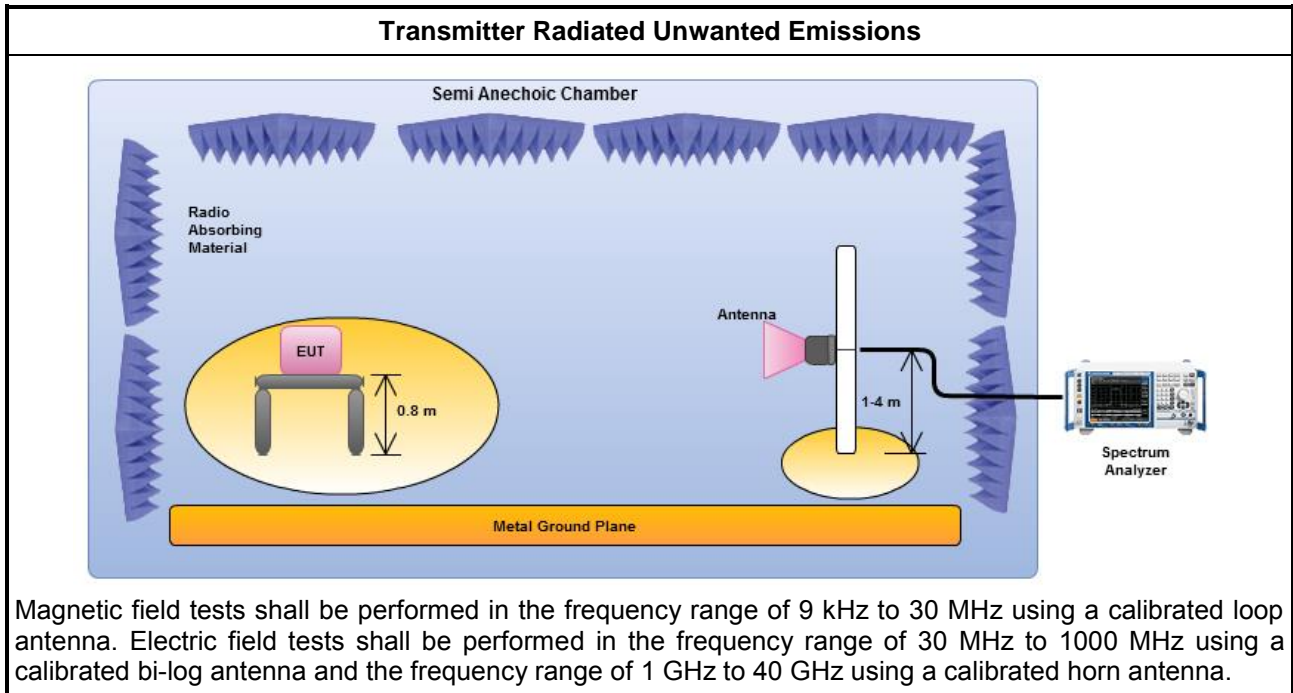 Transmitter Radiated Unwanted Emissions
Semi Anechoic Chamber
Radio
Absorbing
Material
Antenna
EUT
0.8 m
1-4 m
Spectrum
Analyzer
Metal Ground Plane
Magnetic field tests shall be performed in the frequency range of 9 kHz to 30 MHz using a calibrated loop
antenna. Electric field tests shall be performed in the frequency range of 30 MHz to 1000 MHz using a
calibrated bi-log antenna and the frequency range of 1 GHz to 40 GHz using a calibrated horn antenna.